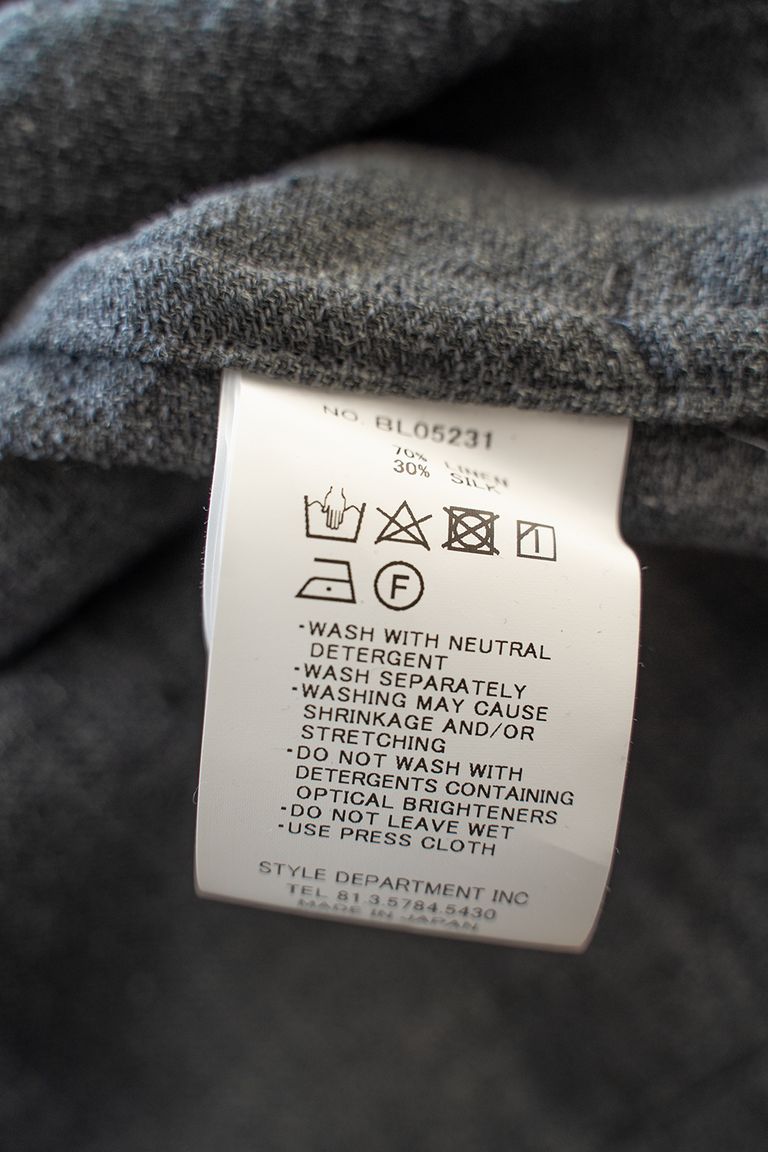 NO. BL05231
70% LINEN
30% SILK
F
·WASH WITH NEUTRAL
DETERGENT
·WASH SEPARATELY
·WASHING MAY CAUSE
SHRINKAGE AND/OR
STRETCHING
·DO NOT WASH WITH
DETERGENTS CONTAINING
OPTICAL BRIGHTENERS
·DO NOT LEAVE WET
·USE PRESS CLOTH
STYLE DEPARTMENT INC
TEL 81.3.5784.5430
MADE IN JAPAN